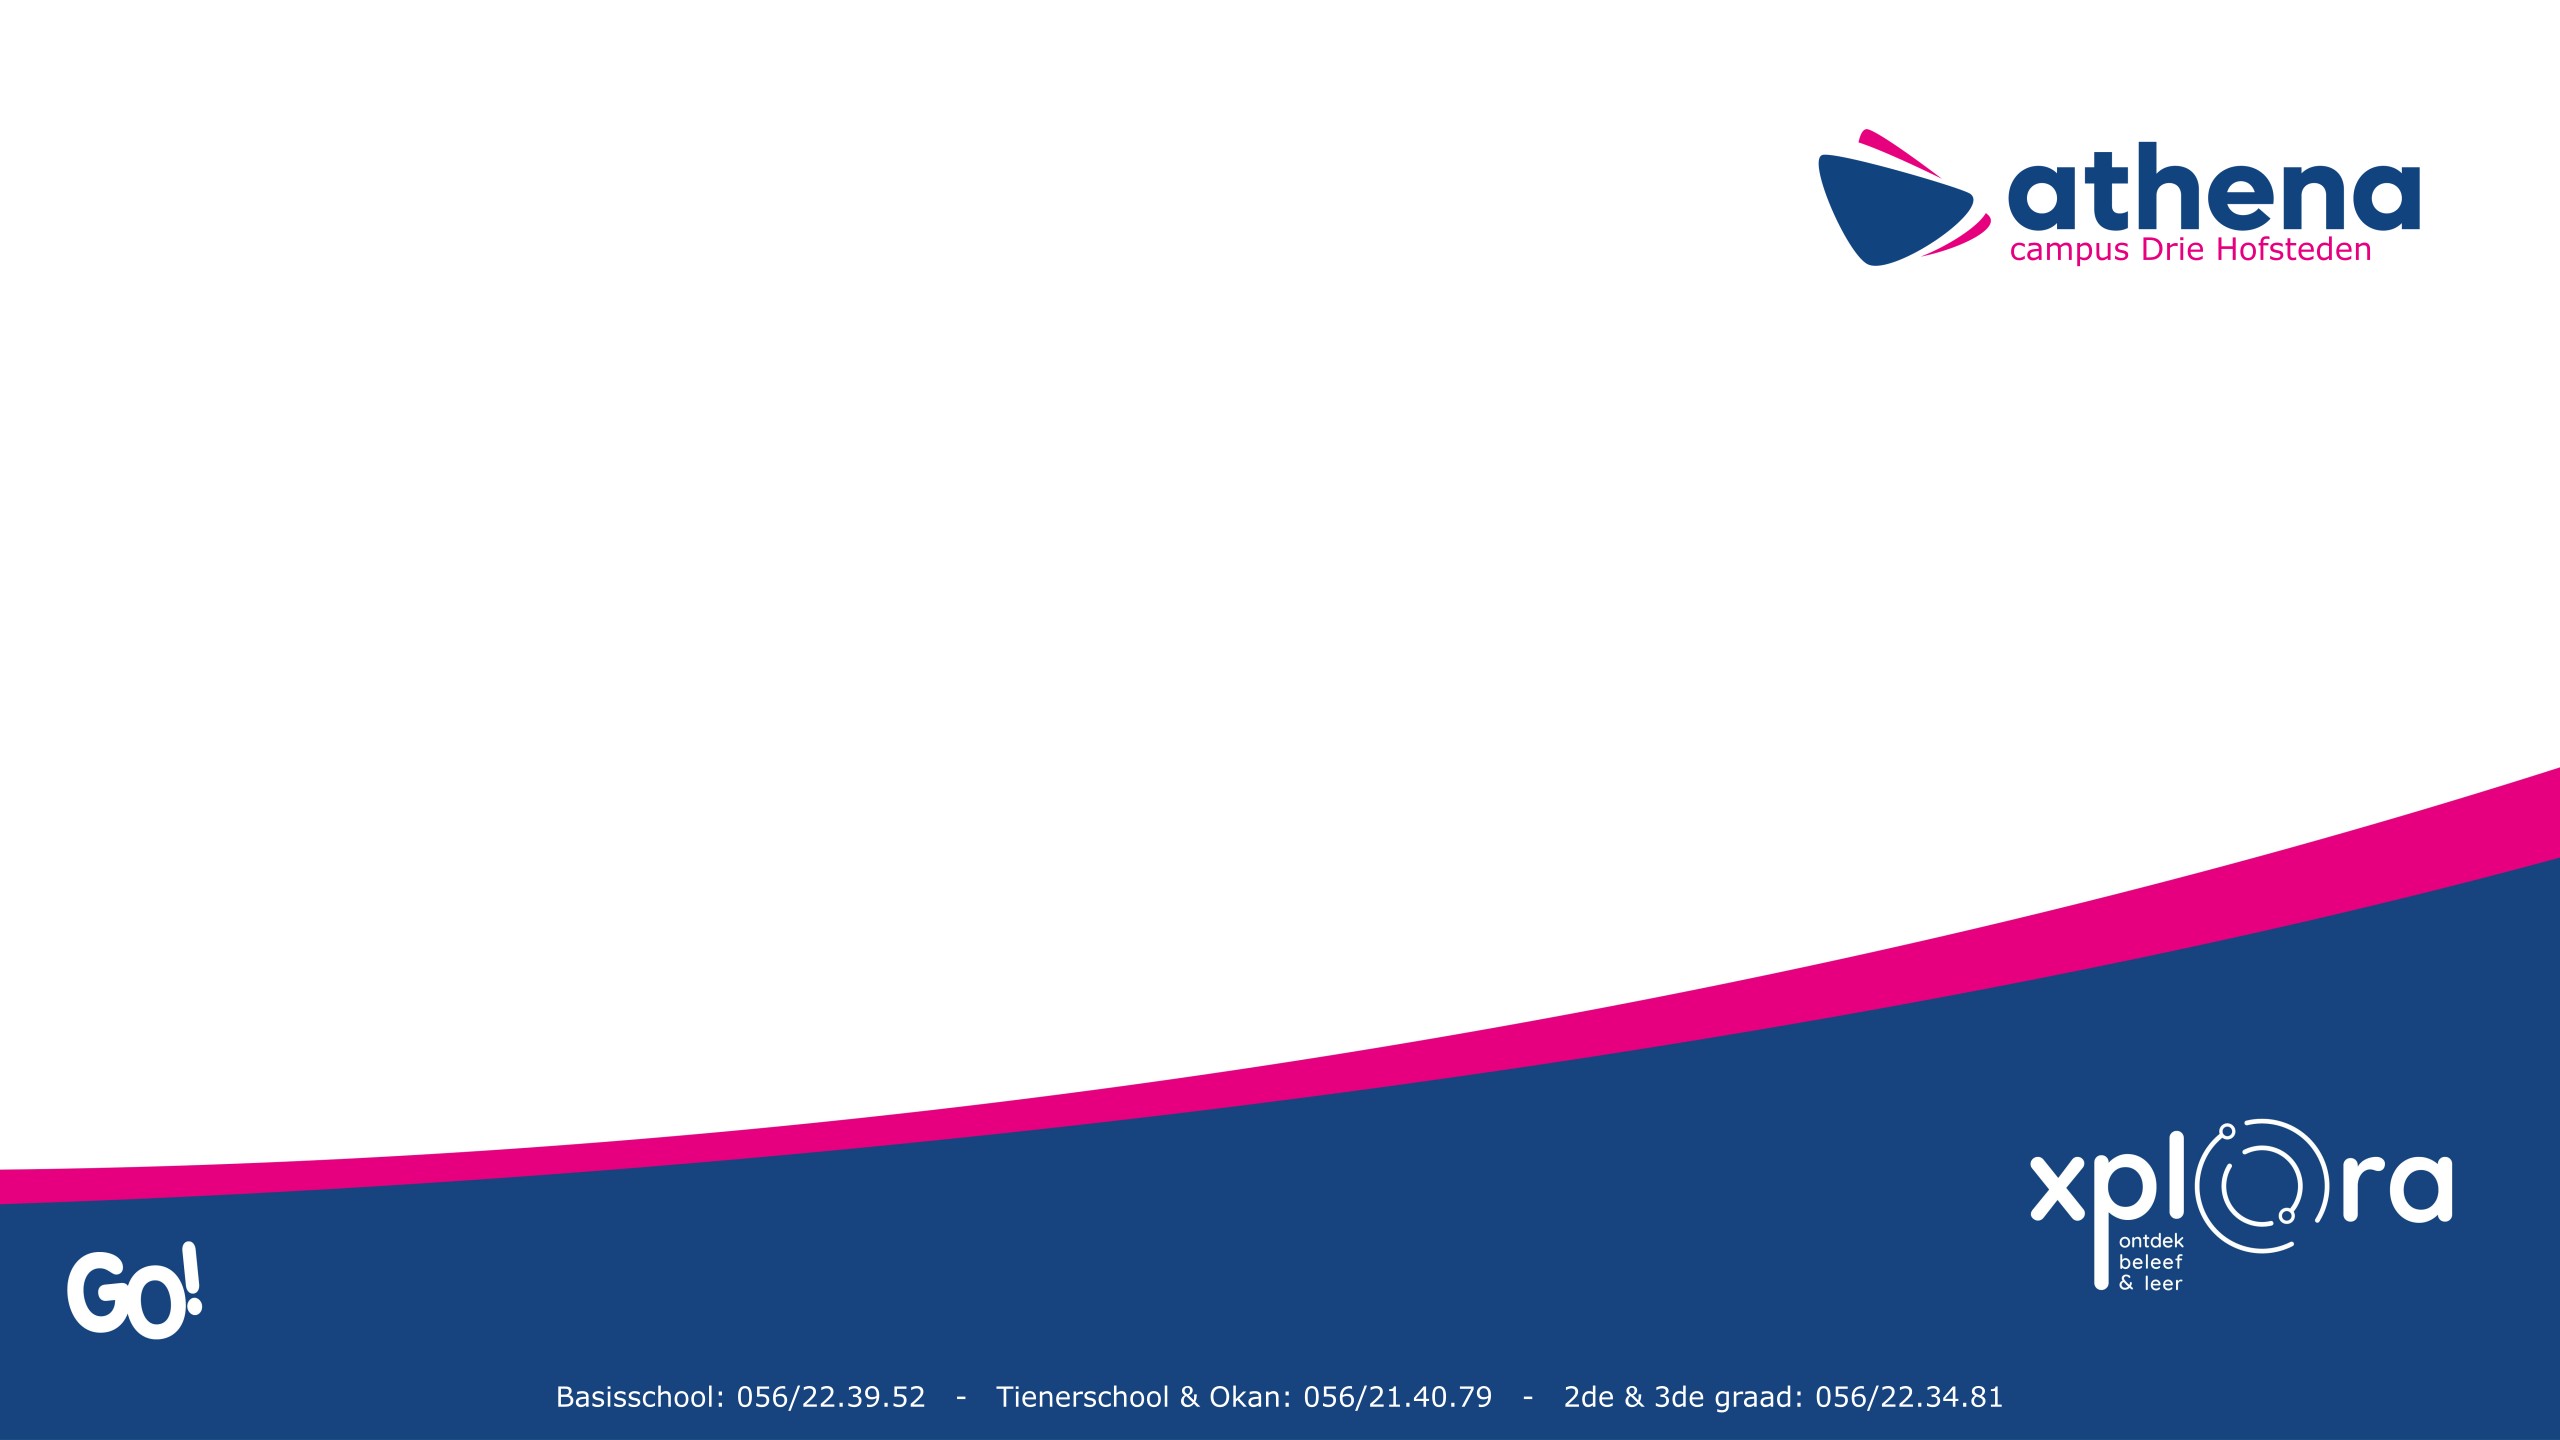 athena
campus Drie Hofsteden
xplora
ontdek
beleef
& leer
GO!
Basisschool: 056/22.39.52 - Tienerschool & Okan: 056/21.40.79 - 2de & 3de graad: 056/22.34.81